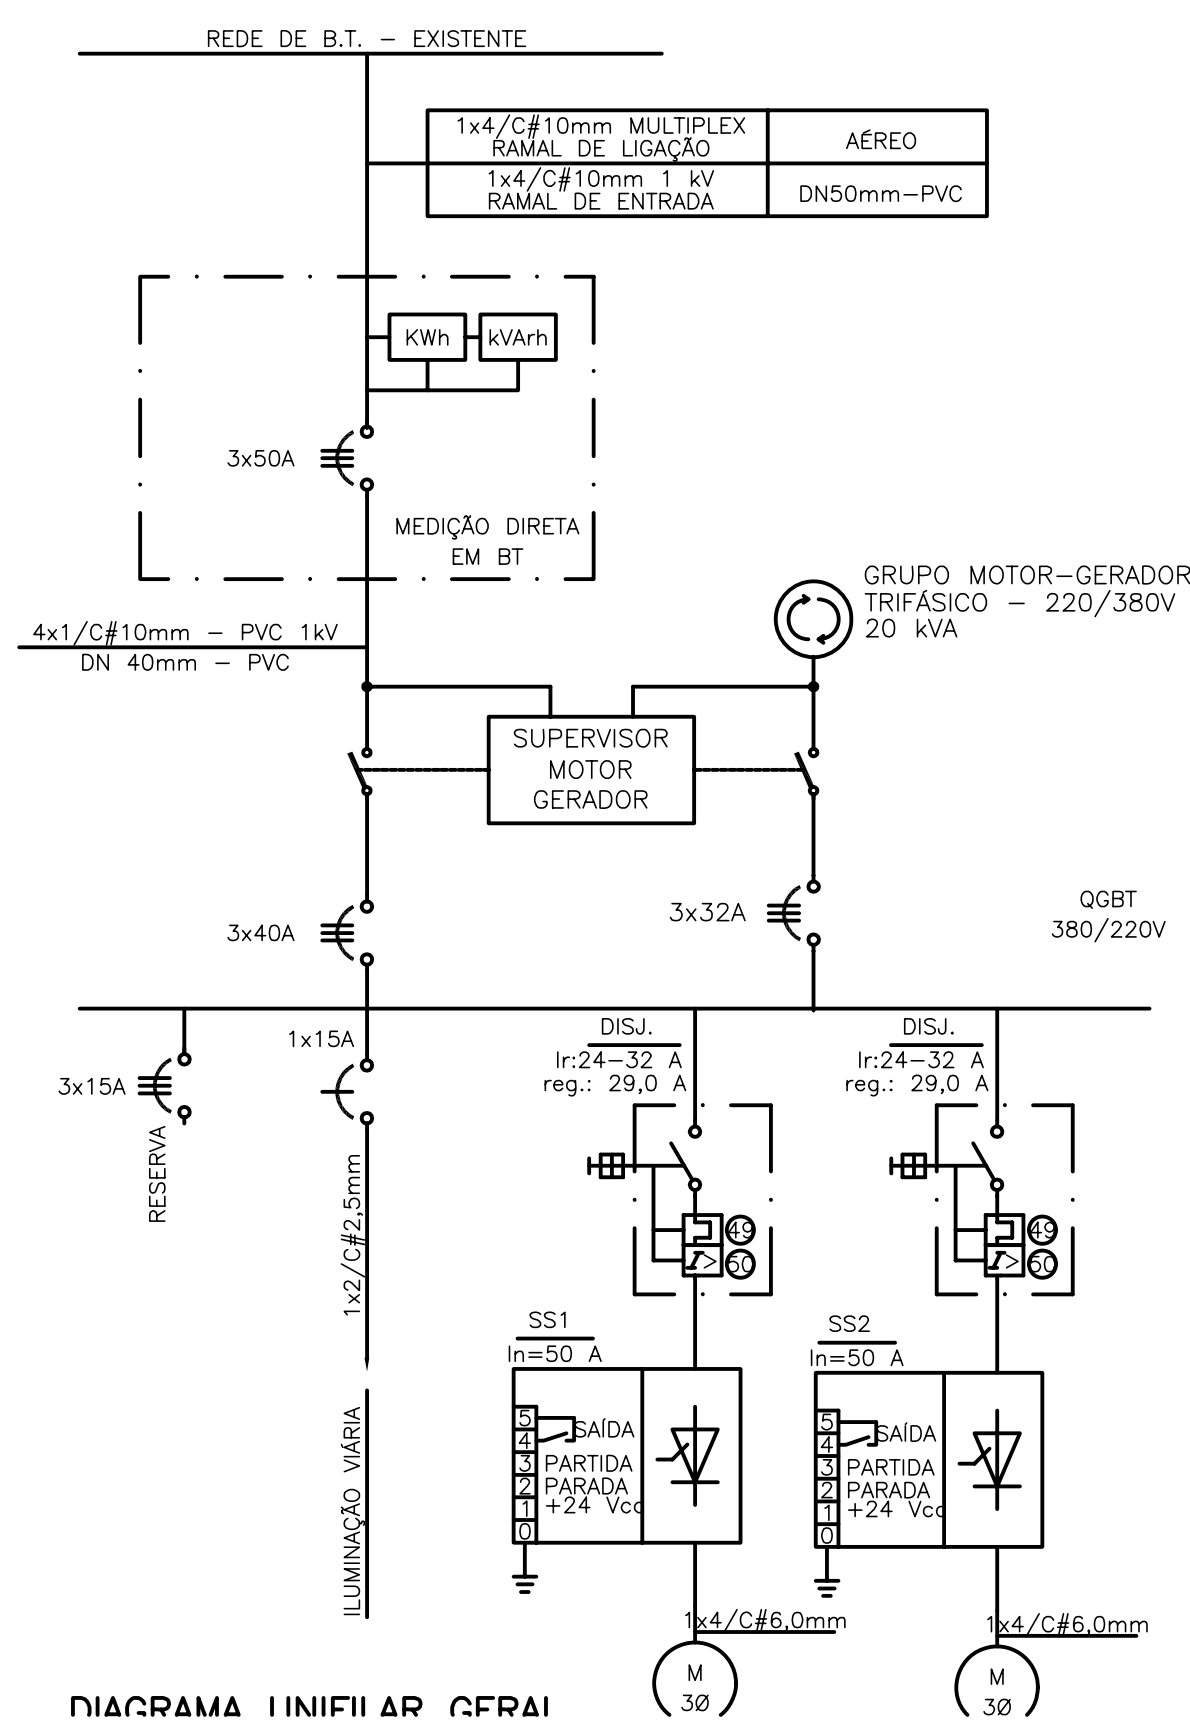 REDE DE B.T. - EXISTENTE
1x4/C#10mm MULTIPLEX
RAMAL DE LIGAÇÃO
AÉREO
1x4/C#10mm 1 kV
RAMAL DE ENTRADA
DN50mm-PVC
KWh
kVArh
3x50A
MEDIÇÃO DIRETA
EM BT
GRUPO MOTOR-GERADOR
TRIFÁSICO - 220/380V
20 kVA
4x1/C#10mm - PVC 1kV
DN 40mm - PVC
SUPERVISOR
MOTOR
GERADOR
3x40A
3x32A
QGBT
380/220V
3x15A
RESERVA
1x15A
1x2/C#2,5mm
ILUMINAÇÃO VIÁRIA
DISJ.
Ir:24-32 A
reg.: 29,0 A
49
50
DISJ.
Ir:24-32 A
reg.: 29,0 A
49
50
SS1
In=50 A
5
4
SAÍDA
3 PARTIDA
2 PARADA
1 +24 Vcc
0
SS2
In=50 A
5
4
SAÍDA
3 PARTIDA
2 PARADA
1 +24 Vcc
0
1x4/C#6,0mm
M
3Ø
1x4/C#6,0mm
M
3Ø
DIAGRAMA UNIFILAR GERAL